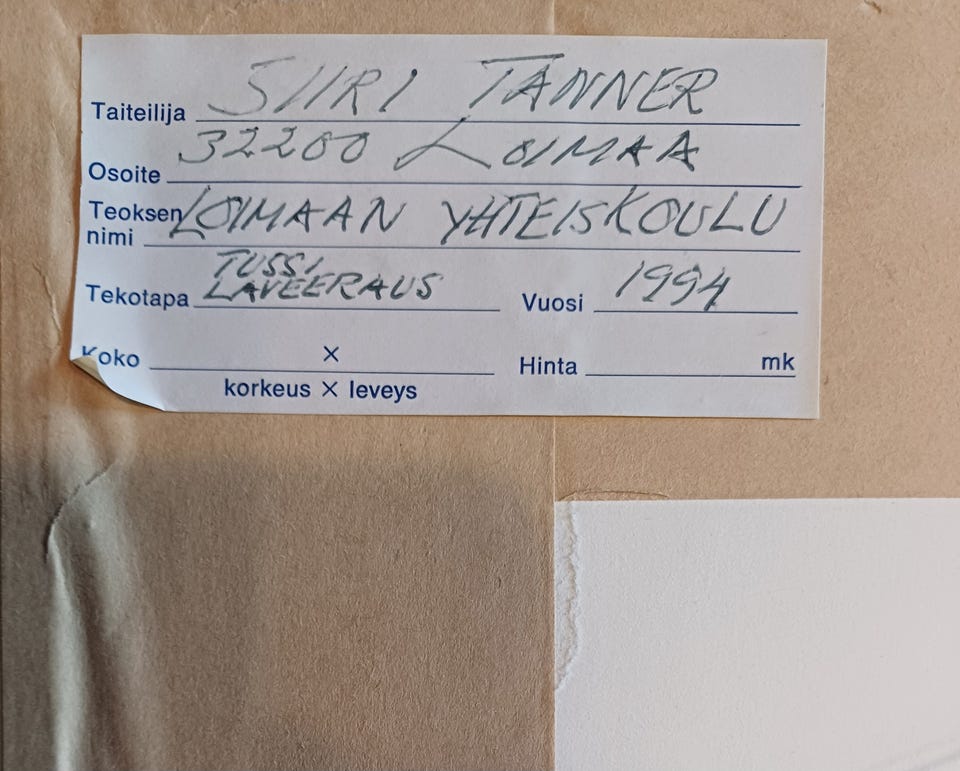 Taiteilija SIIRI TANNER
Osoite 32200 LOIMAA
Teoksen nimi LOIMAAN YHTEISKOULU
Tekotapa TUSSI, LAVEERAUS Vuosi 1994
Koko × Hinta mk
korkeus × leveys